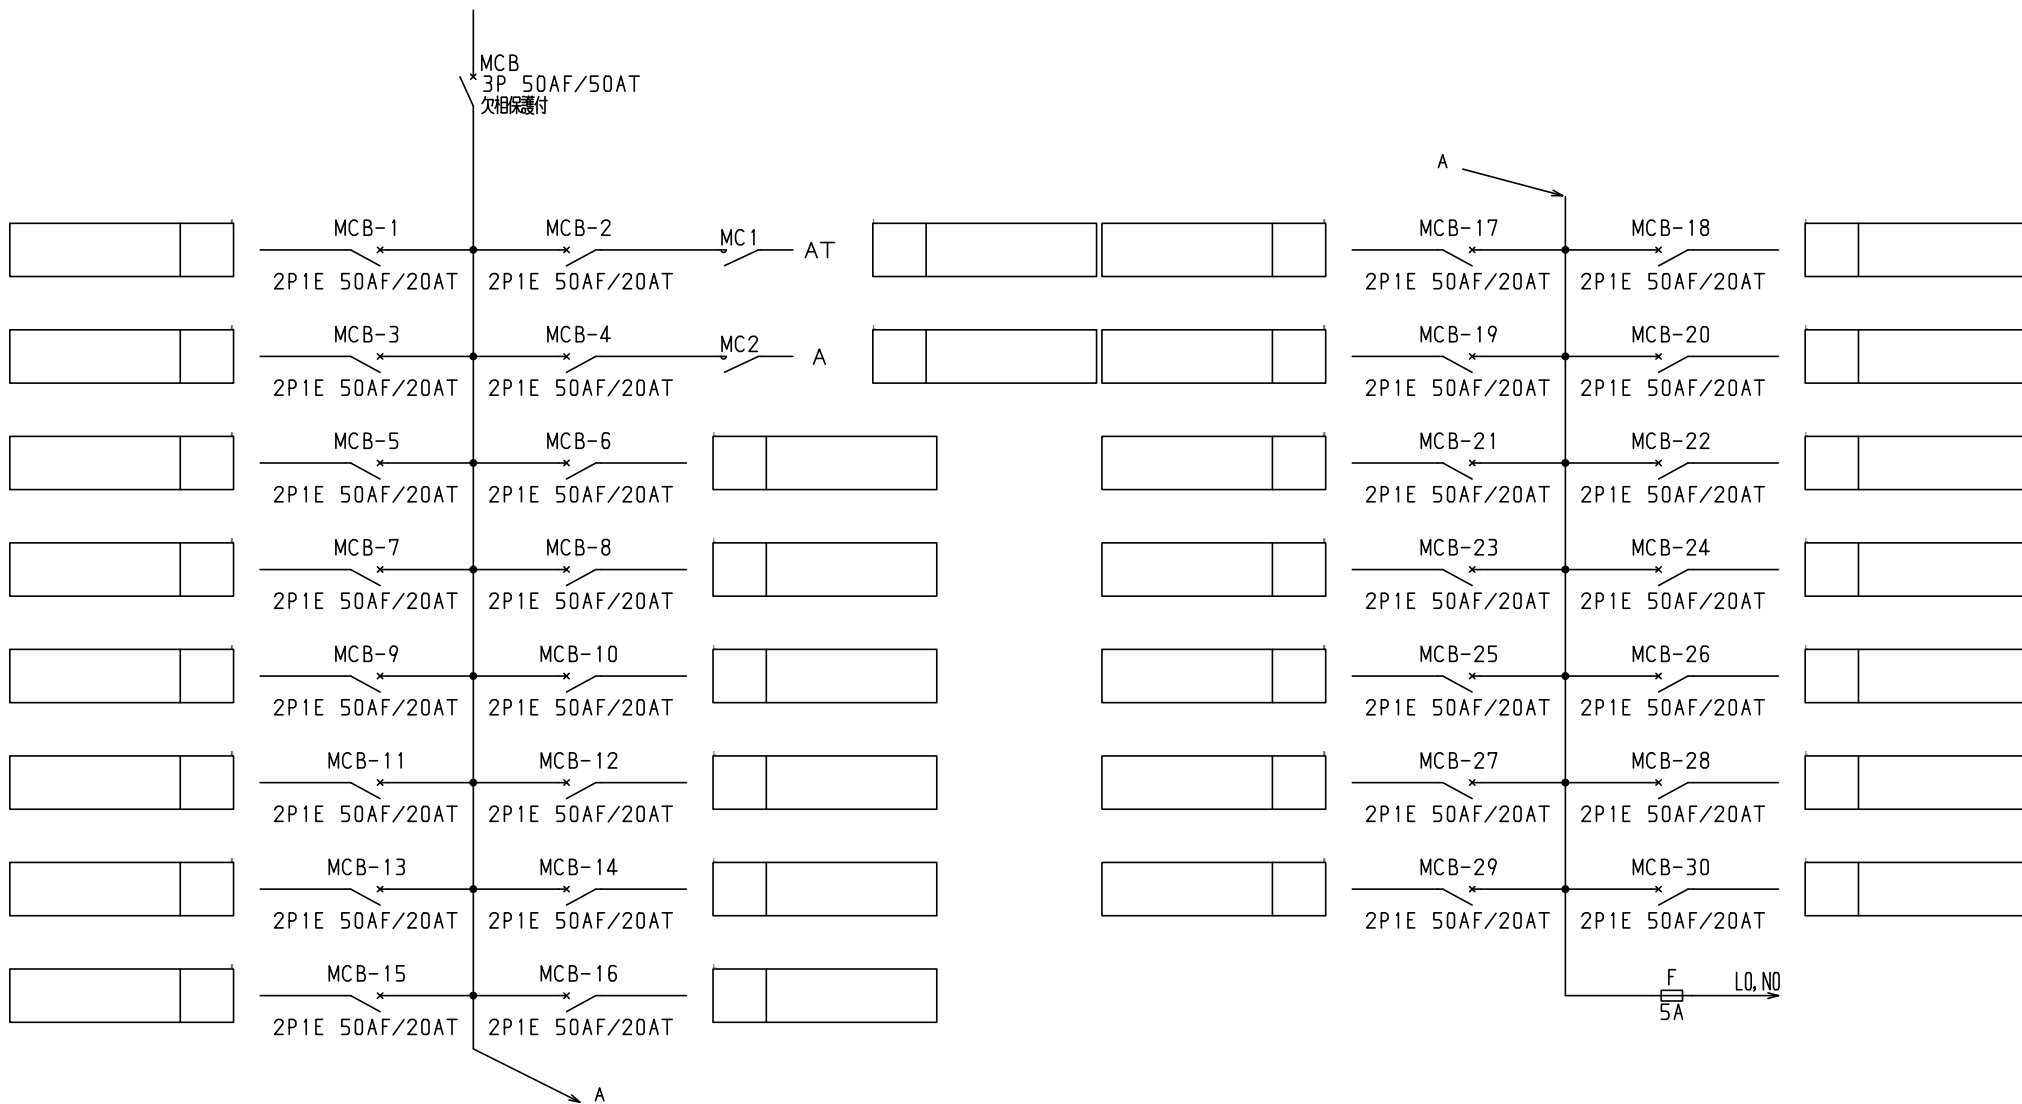 MCB
3P 50AF/50AT
欠相保護付
MCB-1
2P1E 50AF/20AT
MCB-2
2P1E 50AF/20AT
MC1
AT
MCB-3
2P1E 50AF/20AT
MCB-4
2P1E 50AF/20AT
MC2
A
MCB-5
2P1E 50AF/20AT
MCB-6
2P1E 50AF/20AT
MCB-7
2P1E 50AF/20AT
MCB-8
2P1E 50AF/20AT
MCB-9
2P1E 50AF/20AT
MCB-10
2P1E 50AF/20AT
MCB-11
2P1E 50AF/20AT
MCB-12
2P1E 50AF/20AT
MCB-13
2P1E 50AF/20AT
MCB-14
2P1E 50AF/20AT
MCB-15
2P1E 50AF/20AT
MCB-16
2P1E 50AF/20AT
A
A
MCB-17
2P1E 50AF/20AT
MCB-18
2P1E 50AF/20AT
MCB-19
2P1E 50AF/20AT
MCB-20
2P1E 50AF/20AT
MCB-21
2P1E 50AF/20AT
MCB-22
2P1E 50AF/20AT
MCB-23
2P1E 50AF/20AT
MCB-24
2P1E 50AF/20AT
MCB-25
2P1E 50AF/20AT
MCB-26
2P1E 50AF/20AT
MCB-27
2P1E 50AF/20AT
MCB-28
2P1E 50AF/20AT
MCB-29
2P1E 50AF/20AT
MCB-30
2P1E 50AF/20AT
F
5A
L0,N0